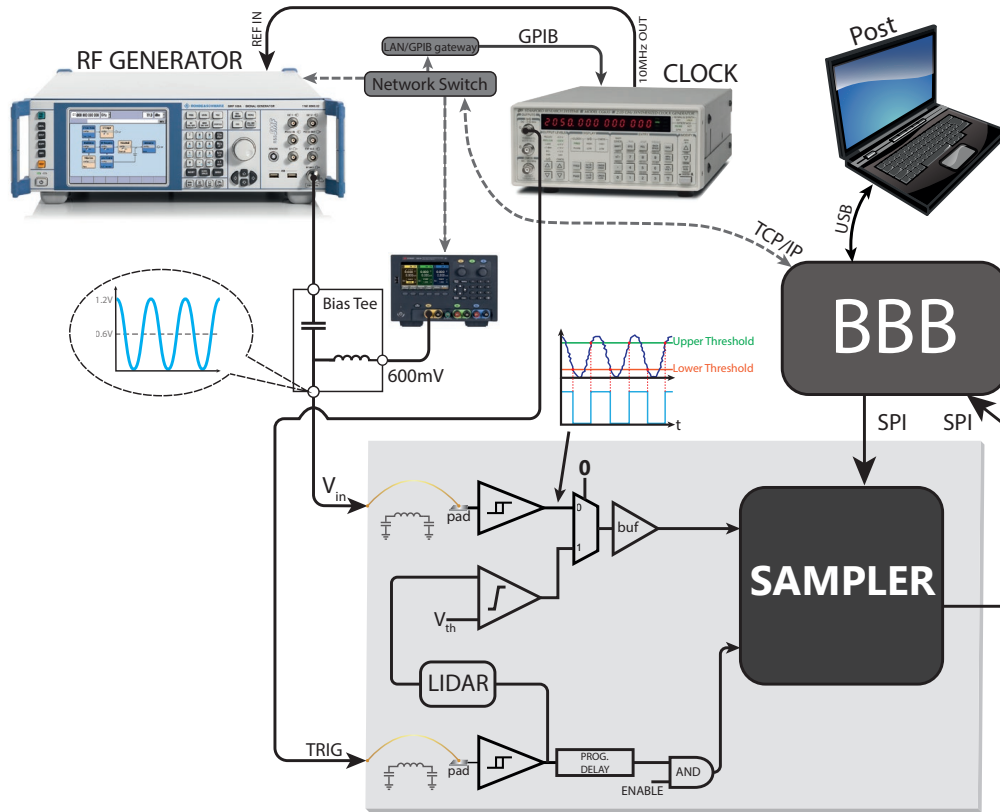 REF IN
LAN/GPIB gateway
GPIB
10MHz OUT
Post
RF GENERATOR
Network Switch
CLOCK
2050.000 000 000
USB
TCP/IP
Bias Tee
1.2V
0.6V
600mV
BBB
Upper Threshold
Lower Threshold
t
SPI
SPI
0
Vin
pad
0
1
buf
SAMPLER
Vth
LIDAR
TRIG
pad
PROG.
DELAY
AND
ENABLE